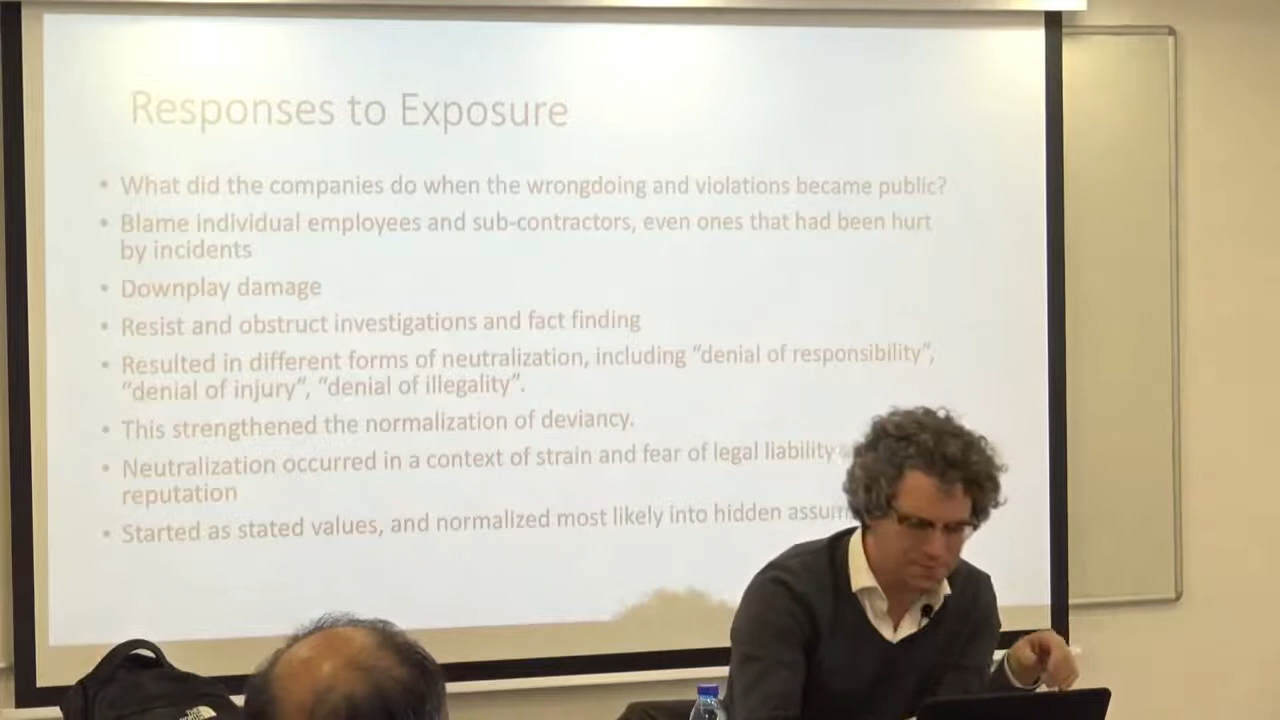 Responses to Exposure
• What did the companies do when the wrongdoing and violations became public?
• Blame individual employees and sub-contractors, even ones that had been hurt
by incidents
• Downplay damage
• Resist and obstruct investigations and fact finding
• Resulted in different forms of neutralization, including “denial of responsibility”,
“denial of injury”, “denial of illegality”.
• This strengthened the normalization of deviancy.
• Neutralization occurred in a context of strain and fear of legal liability
reputation
• Started as stated values, and normalized most likely into hidden